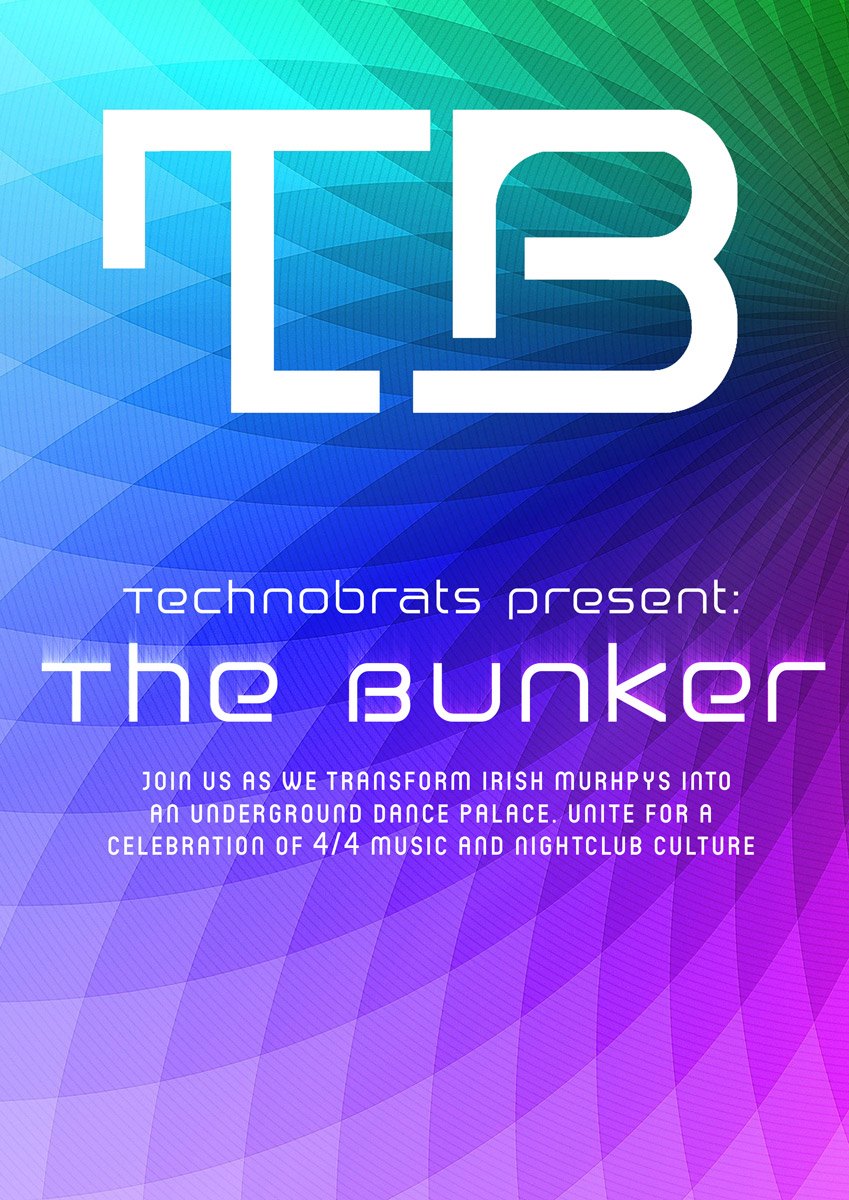 TB
Technobrats present:
The Bunker
JOIN US AS WE TRANSFORM IRISH MURHPYS INTO
AN UNDERGROUND DANCE PALACE. UNITE FOR A
CELEBRATION OF 4/4 MUSIC AND NIGHTCLUB CULTURE